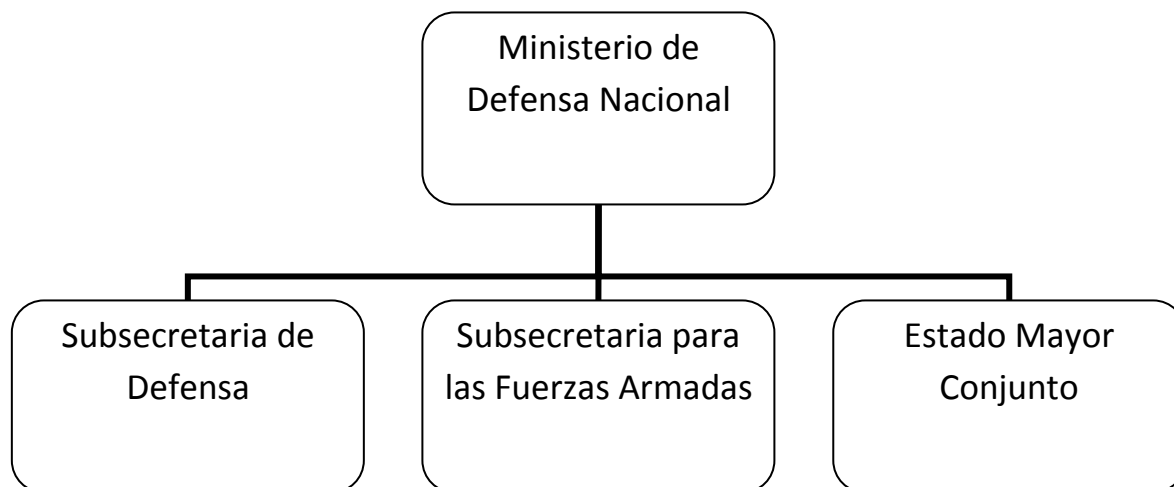 Ministerio de
Defensa Nacional
Subsecretaria de
Defensa
Subsecretaria para
las Fuerzas Armadas
Estado Mayor
Conjunto